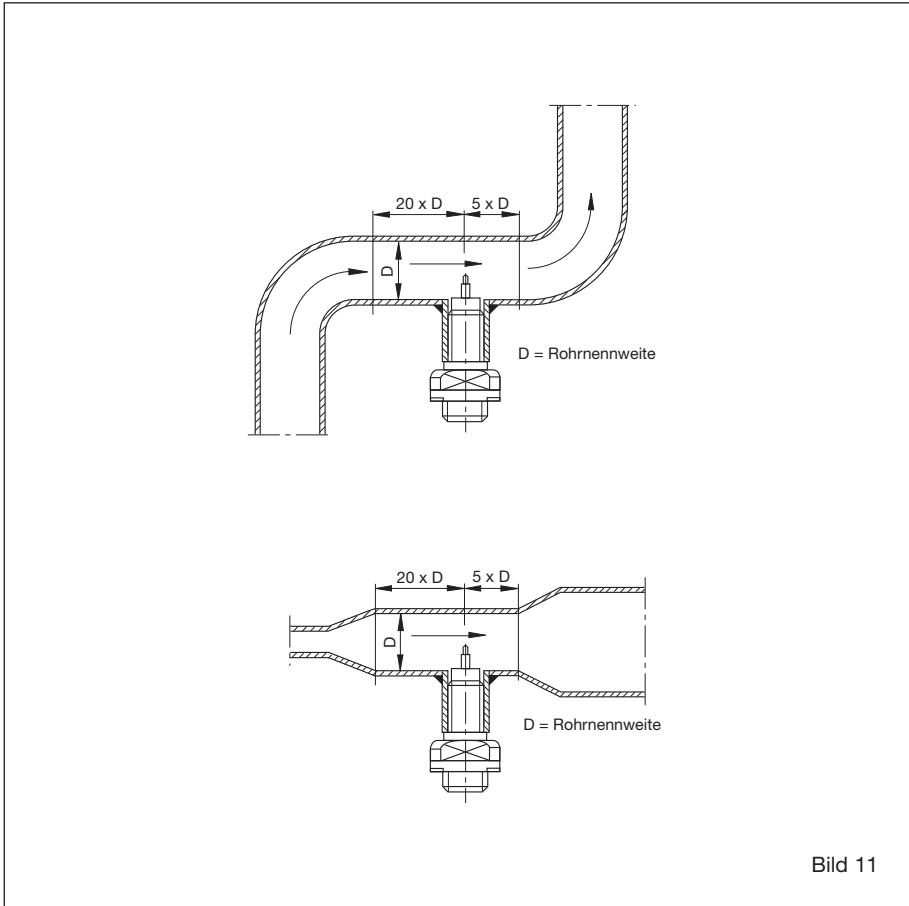 20 x D
5 x D
D
D = Rohrnennweite
20 x D
5 x D
D
D = Rohrnennweite
Bild 11